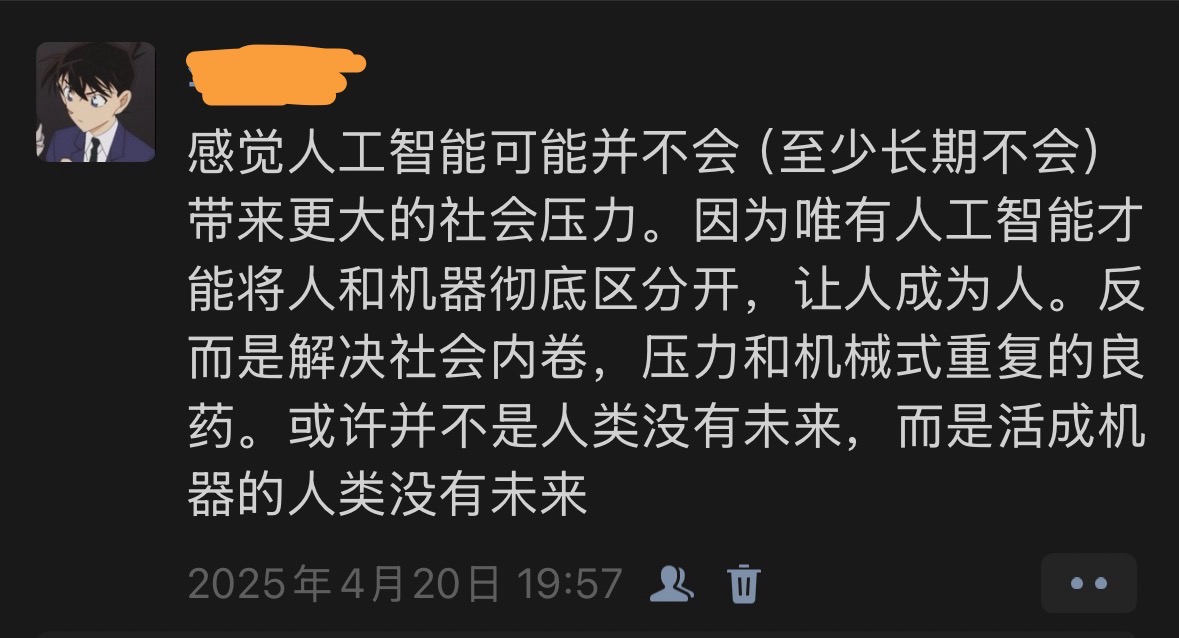 感觉人工智能可能并不会（至少长期不会）
带来更大的社会压力。因为唯有人工智能才
能将人和机器彻底区分开，让人成为人。反
而是解决社会内卷，压力和机械式重复的良
药。或许并不是人类没有未来，而是活成机
器的人类没有未来
2025年4月20日 19:57